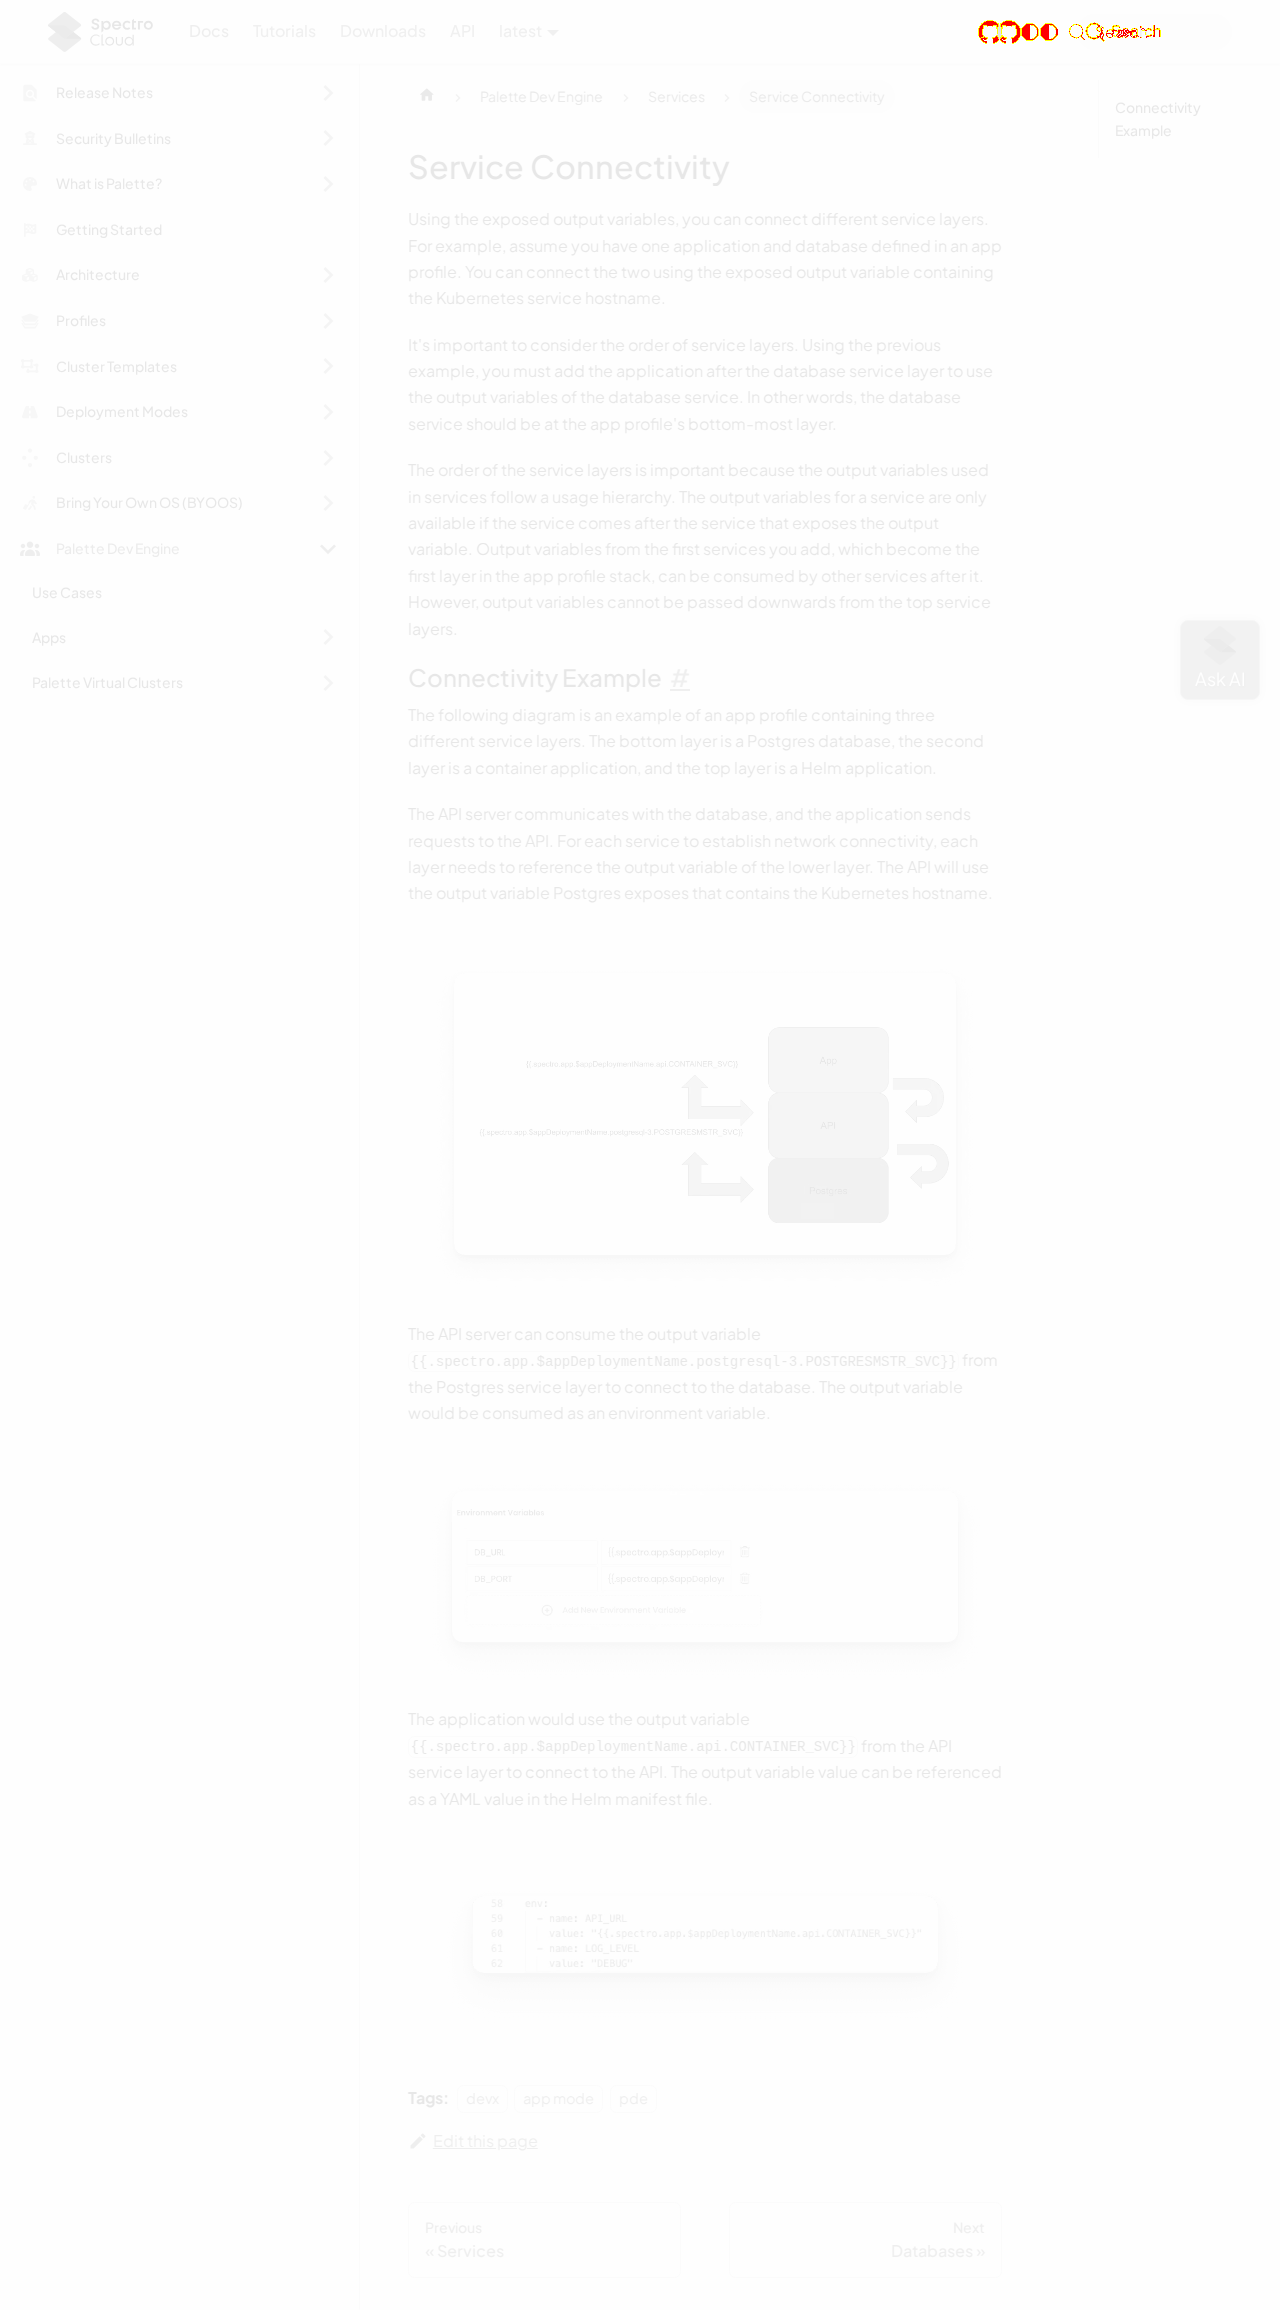 Spectro
Cloud
Docs
Tutorials
Downloads
API
latest
Search
Release Notes
Security Bulletins
What is Palette?
Getting Started
Architecture
Profiles
Cluster Templates
Deployment Modes
Clusters
Bring Your Own OS (BYOOS)
Palette Dev Engine
Use Cases
Apps
Palette Virtual Clusters
Palette Dev Engine
Services
Service Connectivity
Connectivity
Example
Service Connectivity
Using the exposed output variables, you can connect different service layers.
For example, assume you have one application and database defined in an app
profile. You can connect the two using the exposed output variable containing
the Kubernetes service hostname.
It's important to consider the order of service layers. Using the previous
example, you must add the application after the database service layer to use
the output variables of the database service. In other words, the database
service should be at the app profile's bottom-most layer.
The order of the service layers is important because the output variables used
in services follow a usage hierarchy. The output variables for a service are only
available if the service comes after the service that exposes the output
variable. Output variables from the first services you add, which become the
first layer in the app profile stack, can be consumed by other services after it.
However, output variables cannot be passed downwards from the top service
layers.
Ask AI
Connectivity Example #
The following diagram is an example of an app profile containing three
different service layers. The bottom layer is a Postgres database, the second
layer is a container application, and the top layer is a Helm application.
The API server communicates with the database, and the application sends
requests to the API. For each service to establish network connectivity, each
layer needs to reference the output variable of the lower layer. The API will use
the output variable Postgres exposes that contains the Kubernetes hostname.
App
{{.spectro.app.$appDeploymentName.api.CONTAINER_SVC}}
API
{{.spectro.app.$appDeploymentName.postgresql-3.POSTGRESMSTR_SVC}}
Postgres
The API server can consume the output variable
{{.spectro.app.$appDeploymentName.postgresql-3.POSTGRESMSTR_SVC}} from
the Postgres service layer to connect to the database. The output variable
would be consumed as an environment variable.
Environment Variables
DB_URL
{{.spectro.app.$appDeploy
DB_PORT
{{.spectro.app.$appDeploy
Add New Environment Variable
The application would use the output variable
{{.spectro.app.$appDeploymentName.api.CONTAINER_SVC}} from the API
service layer to connect to the API. The output variable value can be referenced
as a YAML value in the Helm manifest file.
58 env:
59 - name: API_URL
60 value: "{{.spectro.app.$appDeploymentName.api.CONTAINER_SVC}}"
61 - name: LOG_LEVEL
62 value: "DEBUG"
Tags: devx app mode pde
Edit this page
Previous
« Services
Next
Databases »